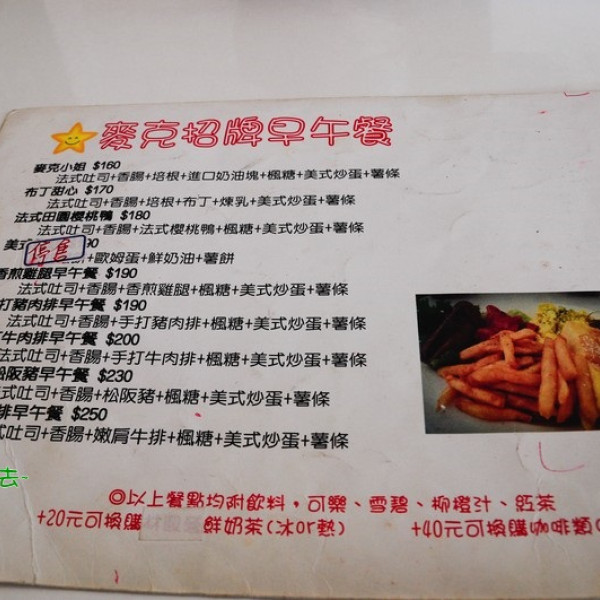 麥克招牌早午餐
麥克小姐 $160
法式吐司+香腸+培根+進口奶油塊+楓糖+美式炒蛋+薯條
布丁甜心 $170
法式吐司+香腸+培根+布丁+煉乳+美式炒蛋+薯條
法式田園櫻桃鴨 $180
法式吐司+香腸+法式櫻桃鴨+楓糖+美式炒蛋+薯條
美式 90
停售
+歐姆蛋+鮮奶油+薯餅
香煎雞腿早午餐 $190
法式吐司+香腸+香煎雞腿+楓糖+美式炒蛋+薯條
打豬肉排早午餐 $190
法式吐司+香腸+手打豬肉排+楓糖+美式炒蛋+薯條
牛肉排早午餐 $200
法式吐司+香腸+手打牛肉排+楓糖+美式炒蛋+薯條
松阪豬早午餐 $230
式吐司+香腸+松阪豬+楓糖+美式炒蛋+薯條
排早午餐 $250
式吐司+香腸+嫩肩牛排+楓糖+美式炒蛋+薯條
去~
◎以上餐點均附飲料,可樂、雪碧、柳橙汁、紅茶
+20元可換購 鮮奶茶(冰or熱) +40元可換購咖啡類(